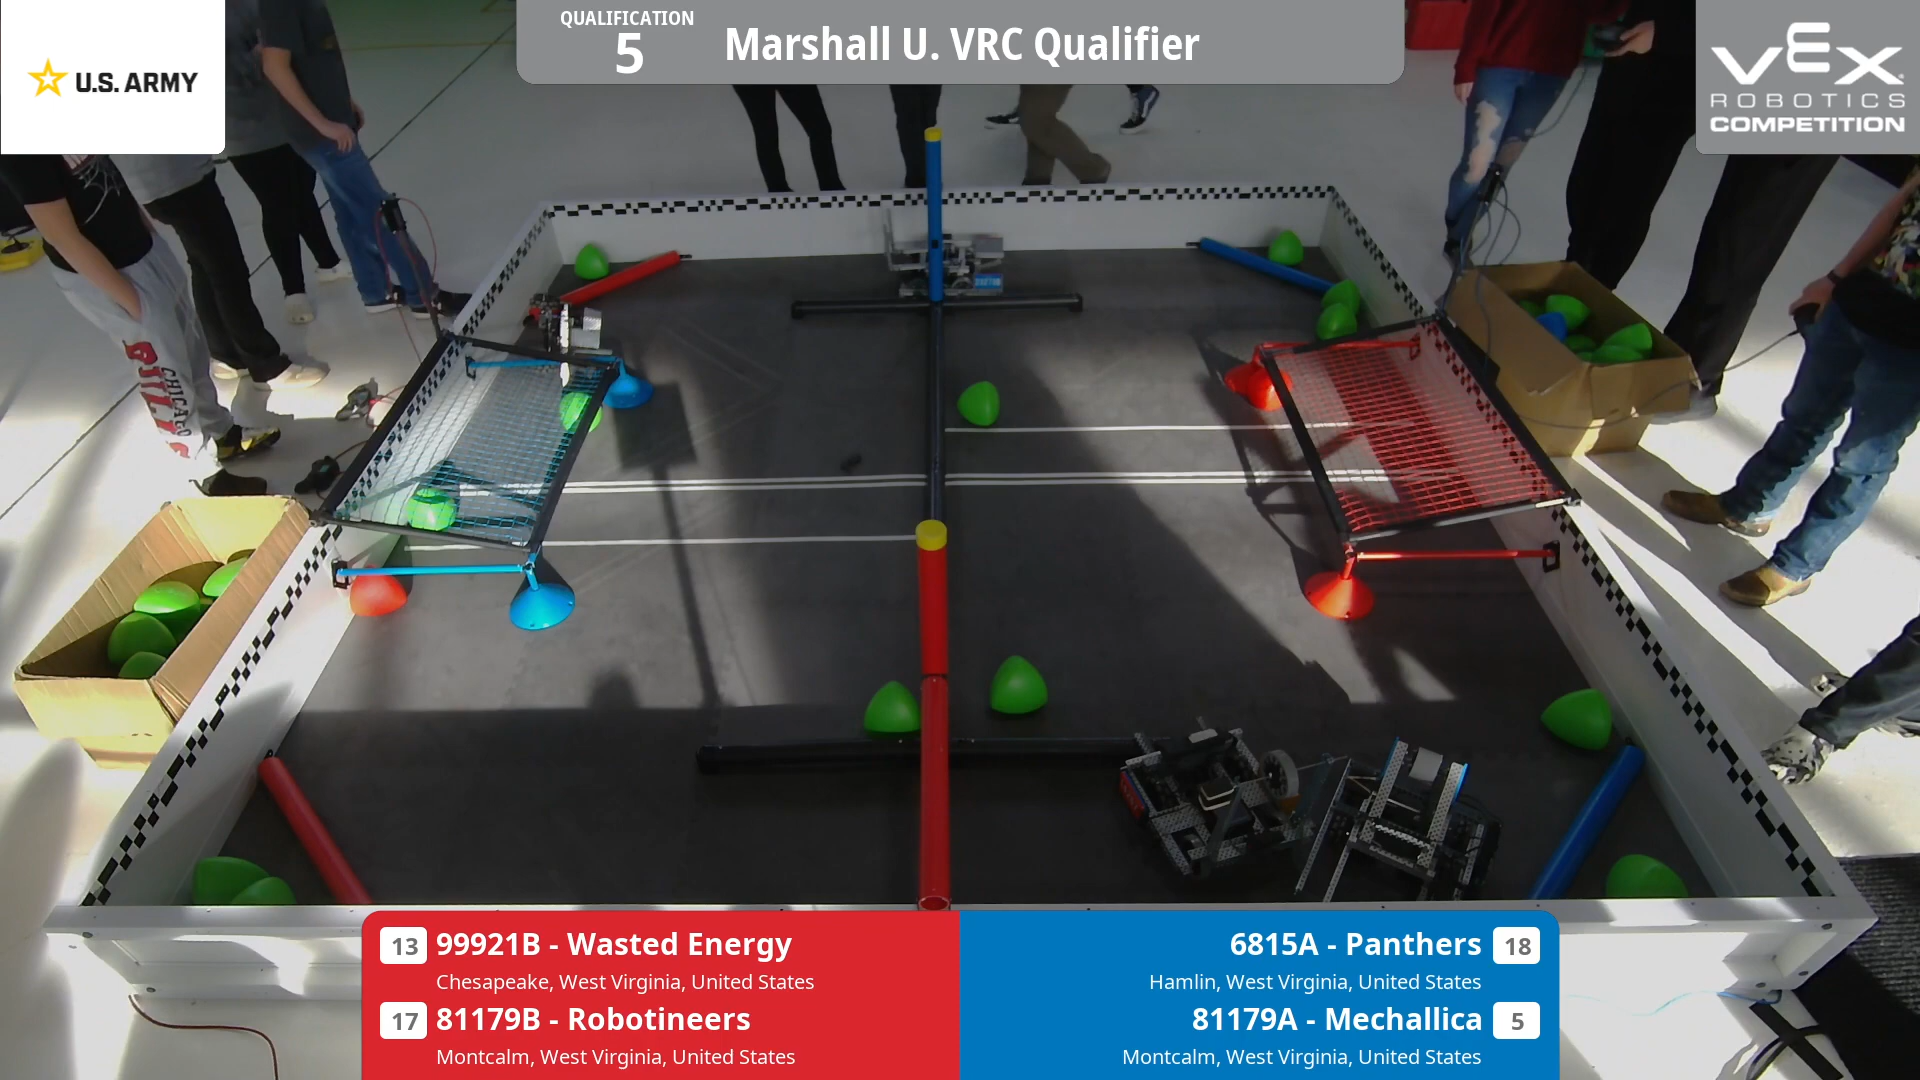 QUALIFICATION
5
Marshall U. VRC Qualifier
U.S. ARMY
VEX
ROBOTICS
COMPETITION
CHICAGO
BULLS
13 99921B - Wasted Energy
Chesapeake, West Virginia, United States
17 81179B - Robotineers
Montcalm, West Virginia, United States
6815A - Panthers 18
Hamlin, West Virginia, United States
81179A - Mechallica 5
Montcalm, West Virginia, United States